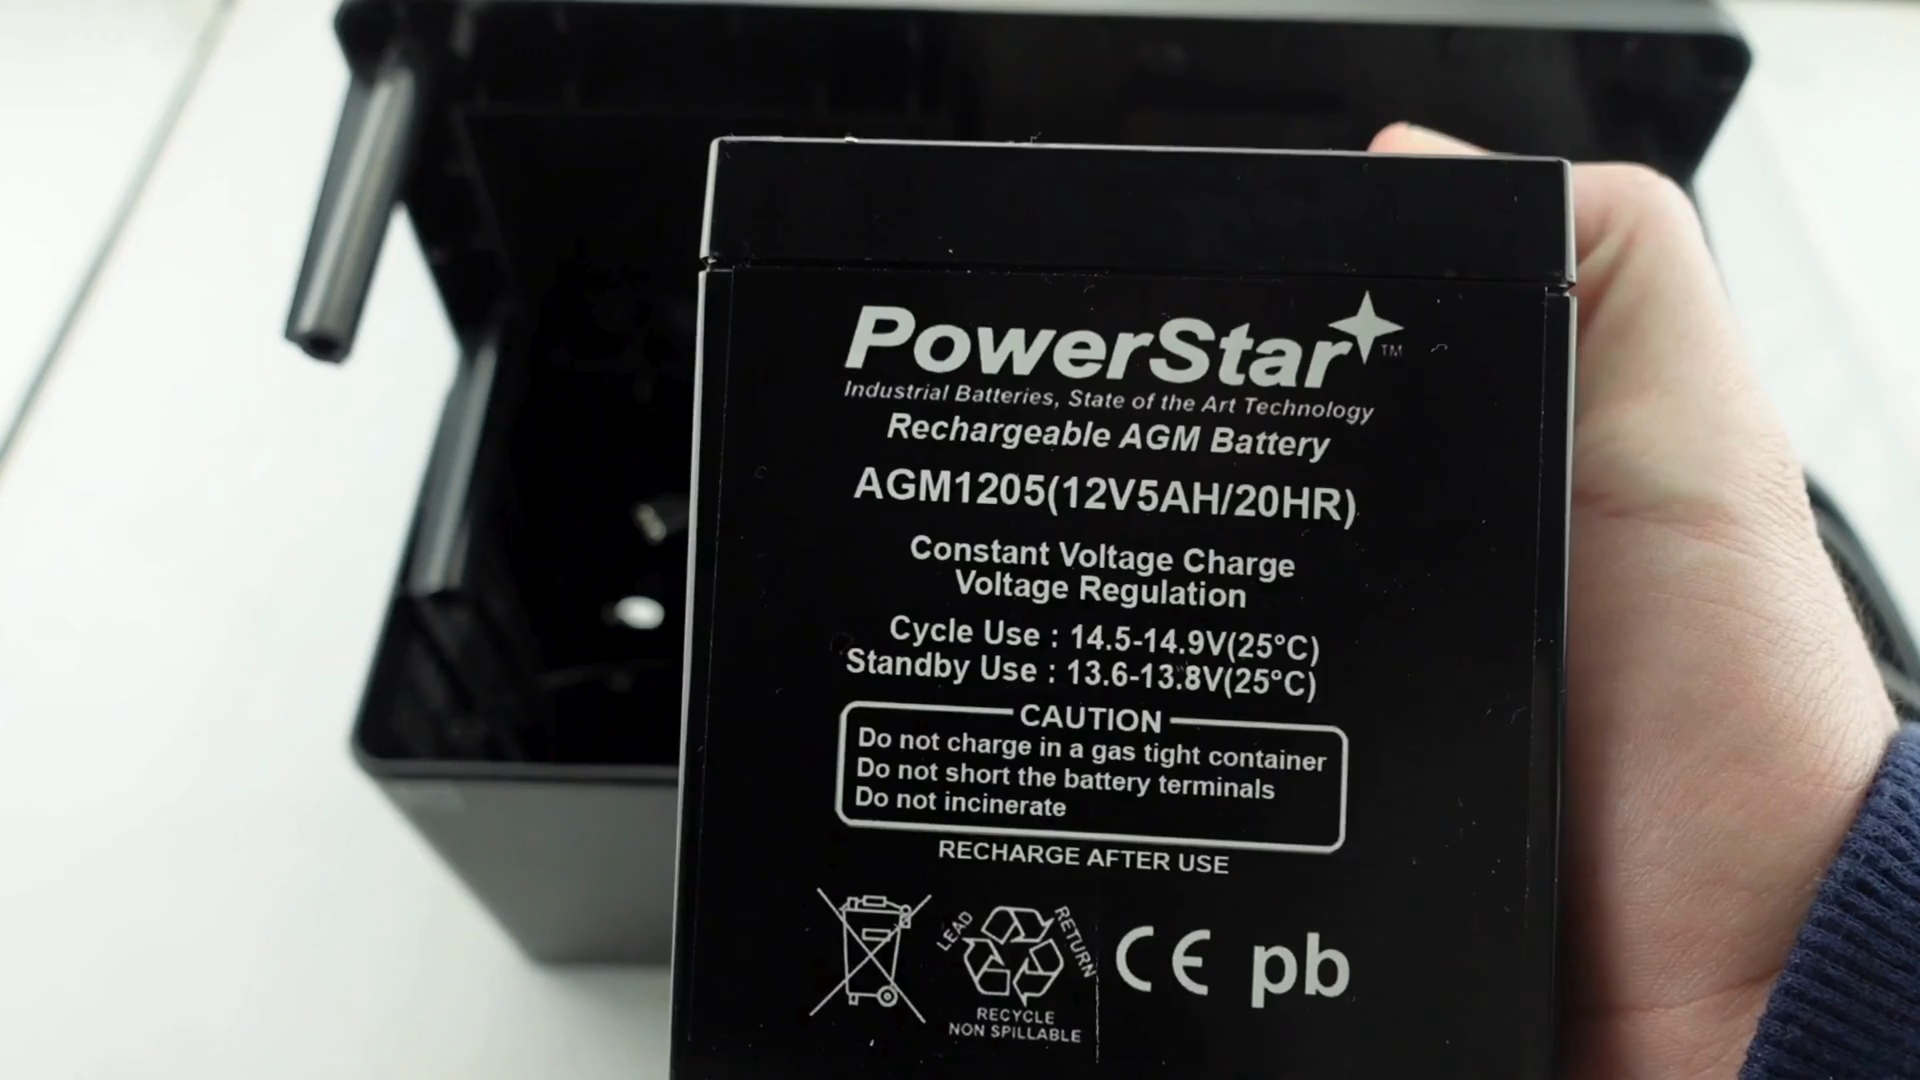 PowerStar™
Industrial Batteries, State of the Art Technology
Rechargeable AGM Battery
AGM1205(12V5AH/20HR)
Constant Voltage Charge
Voltage Regulation
Cycle Use : 14.5-14.9V(25°C)
Standby Use : 13.6-13.8V(25°C)
CAUTION
Do not charge in a gas tight container
Do not short the battery terminals
Do not incinerate
RECHARGE AFTER USE
LEAD
RETURN
RECYCLE
NON SPILLABLE
CE pb